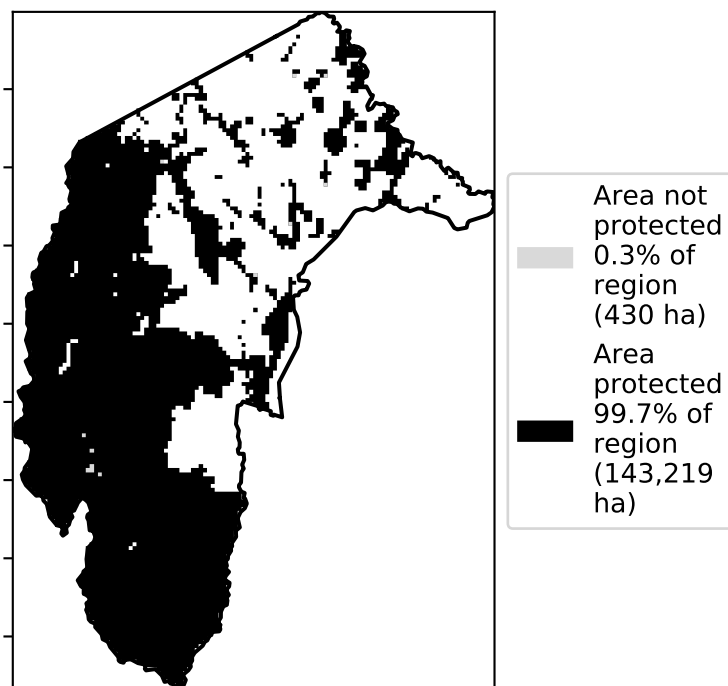 Area not
protected
0.3% of
region
(430 ha)
Area
protected
99.7% of
region
(143,219
ha)